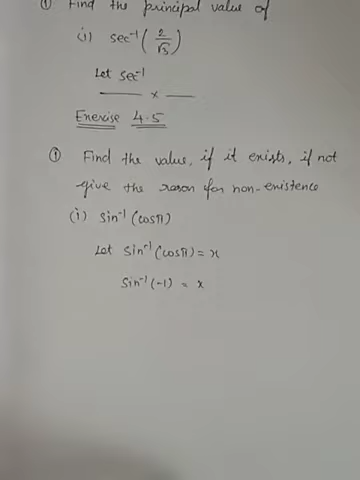 ① Find the principal value of
(i) sec⁻¹(2/√3)
Let sec⁻¹
—— × ——
Exercise 4.5
① Find the value, if it exists, if not
give the reason for non-existence
(i) sin⁻¹(cosπ)
Let sin⁻¹(cosπ) = x
sin⁻¹(-1) = x